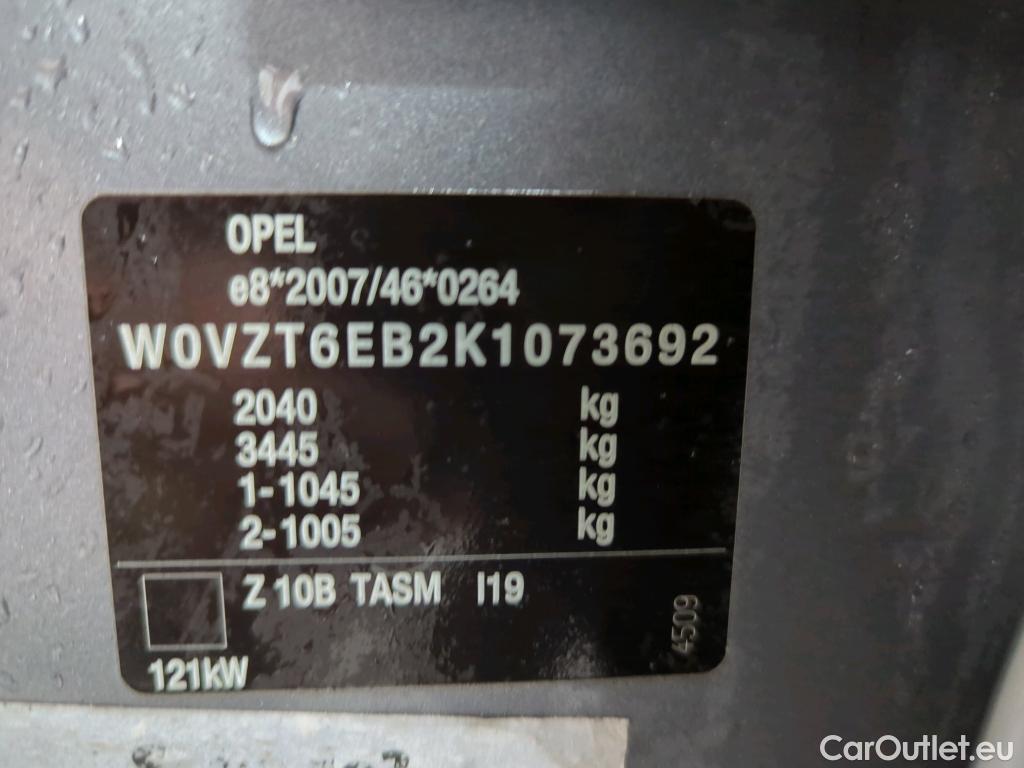 OPEL
e8*2007/46*0264
W0VZT6EB2K1073692
2040 kg
3445 kg
1-1045 kg
2-1005 kg
Z 10B TASM I19
4509
121kW
CarOutlet.eu